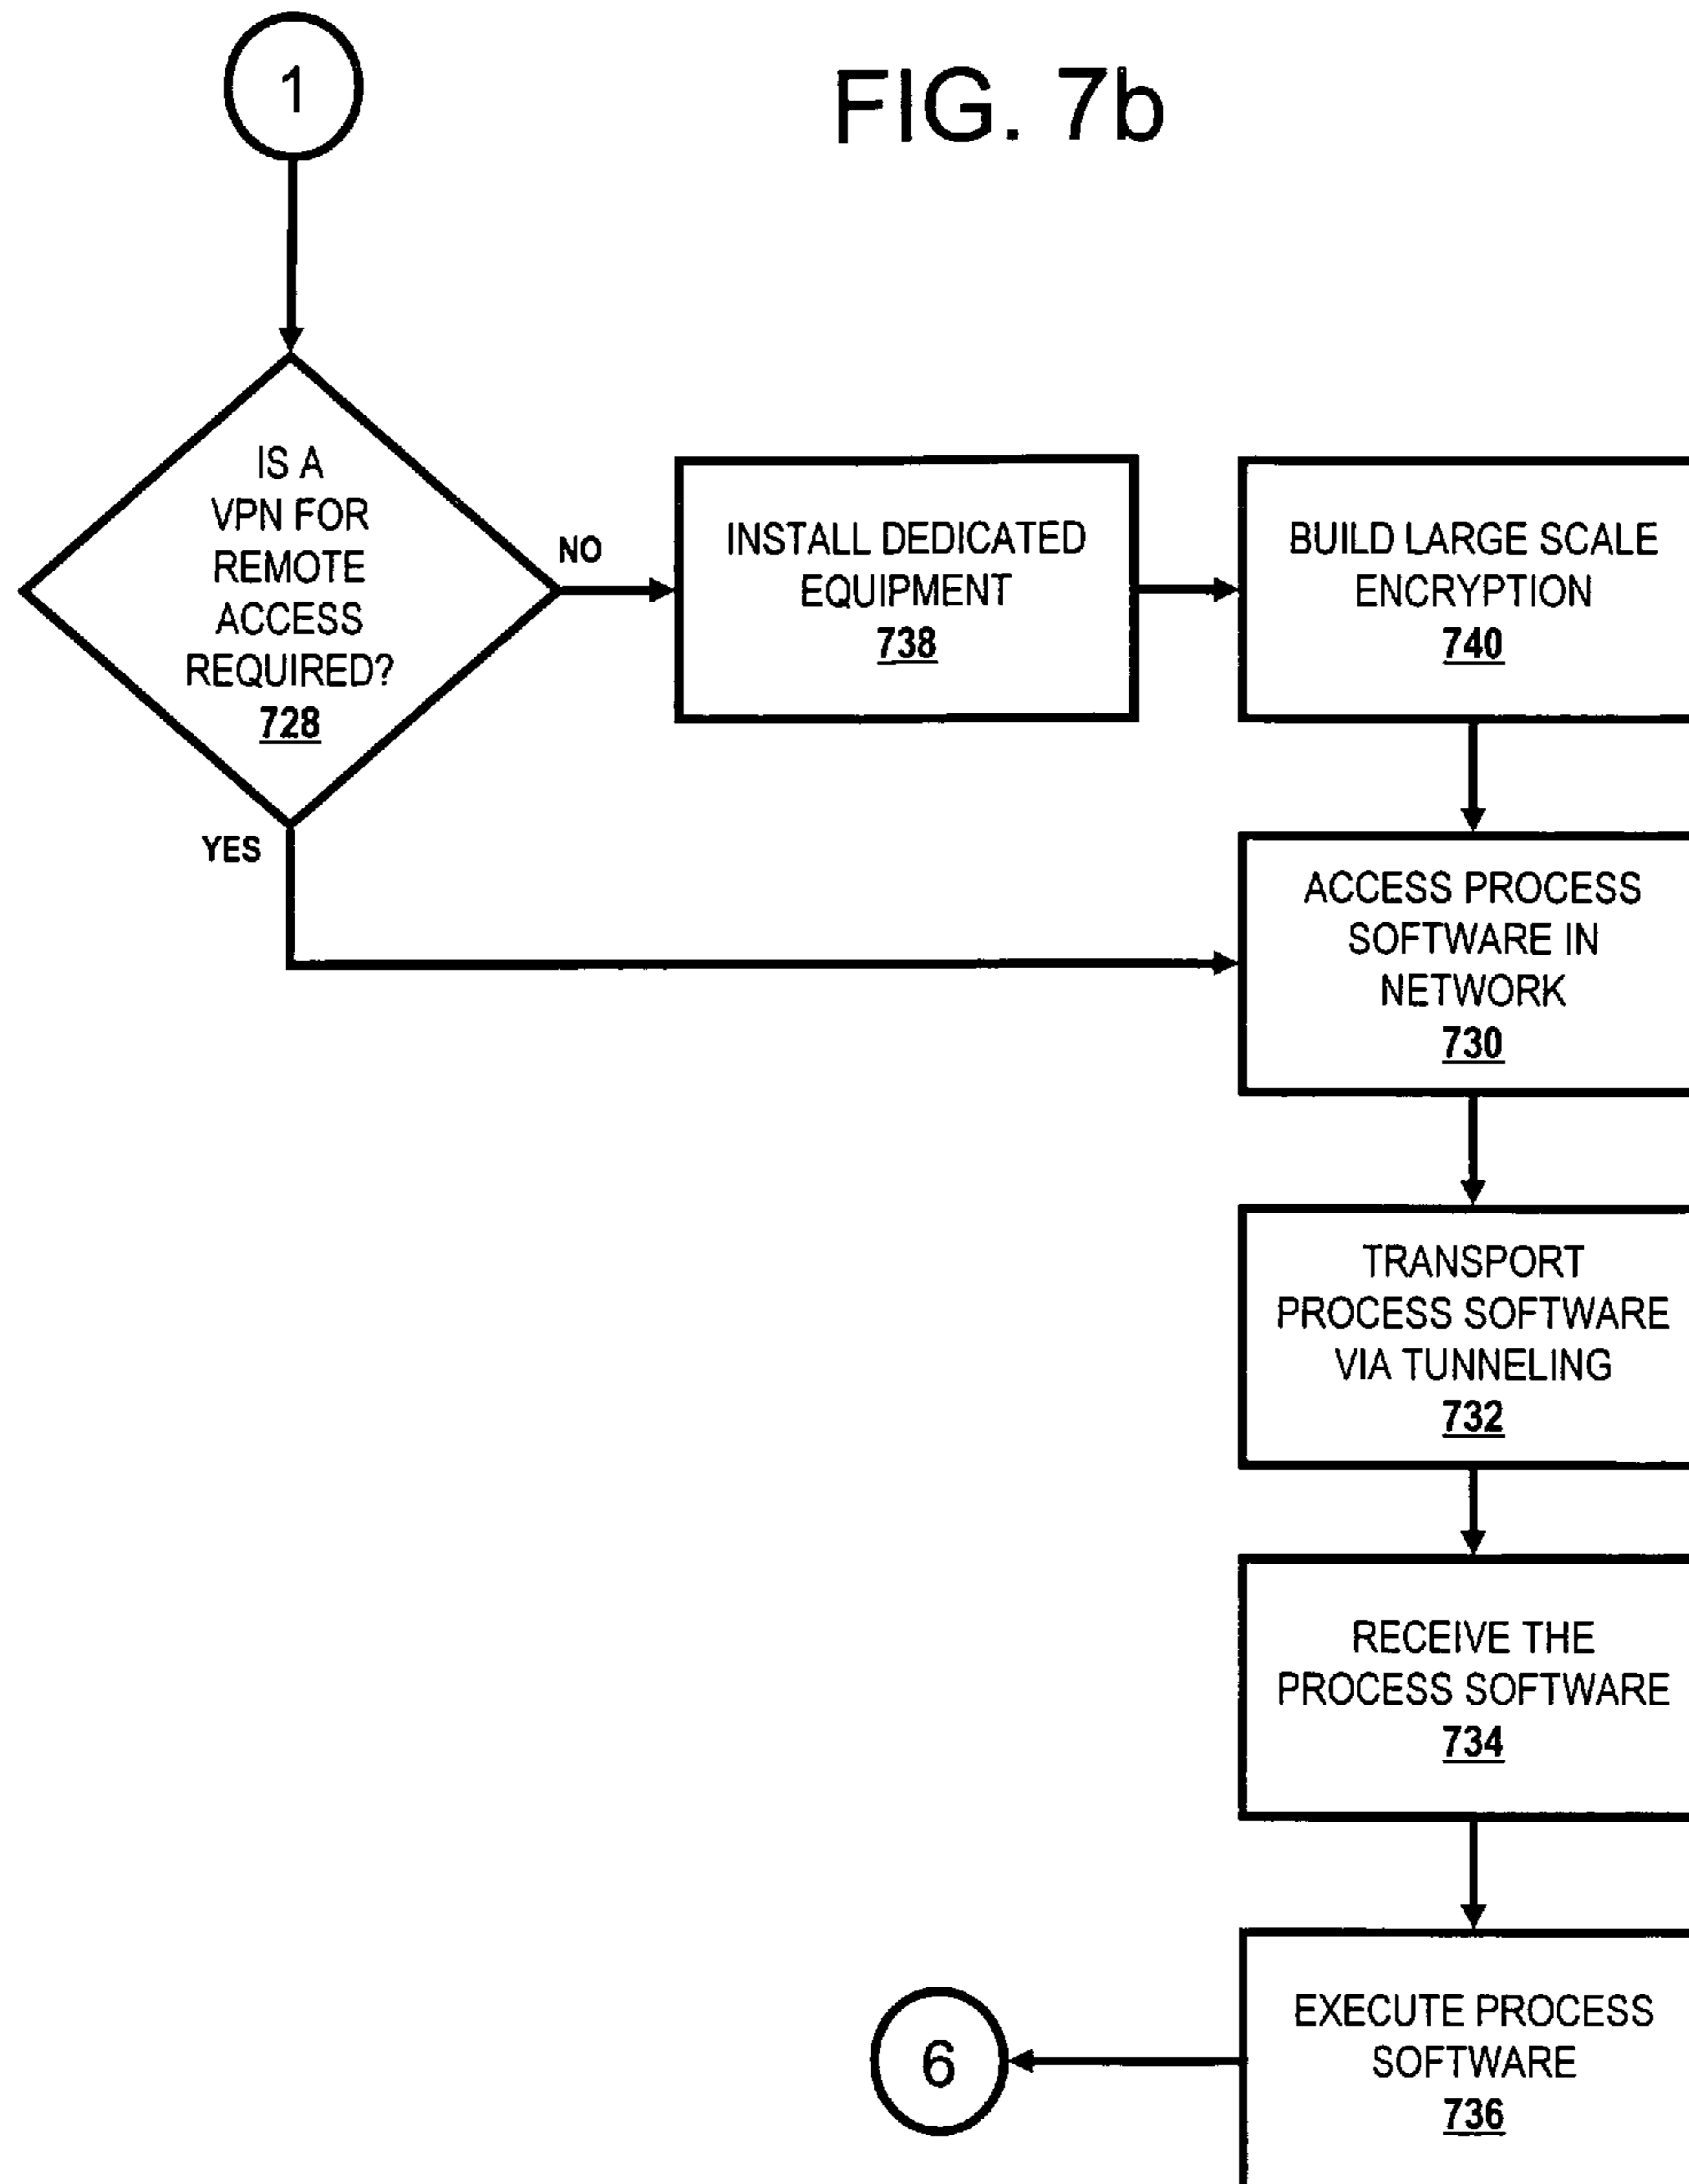 1
FIG. 7b
IS A
VPN FOR
REMOTE
ACCESS
REQUIRED?
728
NO
INSTALL DEDICATED
EQUIPMENT
738
BUILD LARGE SCALE
ENCRYPTION
740
YES
ACCESS PROCESS
SOFTWARE IN
NETWORK
730
TRANSPORT
PROCESS SOFTWARE
VIA TUNNELING
732
RECEIVE THE
PROCESS SOFTWARE
734
EXECUTE PROCESS
SOFTWARE
736
6